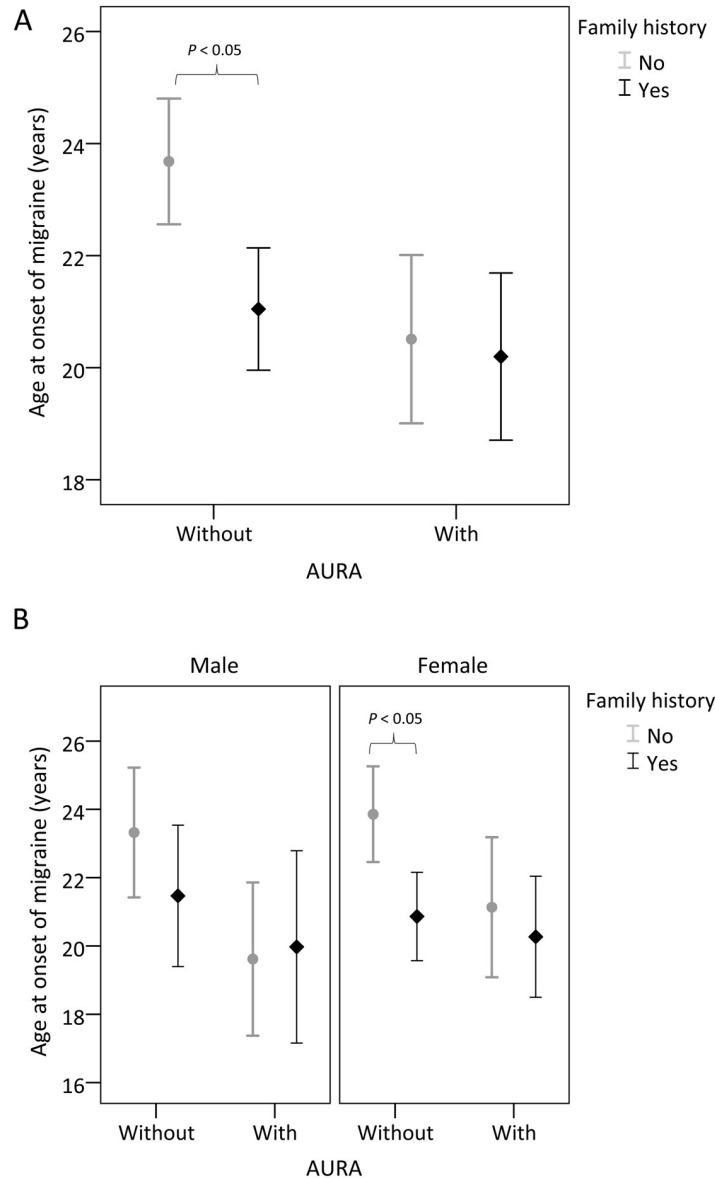 A
Family history
No
Yes
P < 0.05
Age at onset of migraine (years)
26
24
22
20
18
Without
With
AURA
B
Male
Female
Family history
No
Yes
P < 0.05
Age at onset of migraine (years)
26
24
22
20
18
16
Without
With
Without
With
AURA